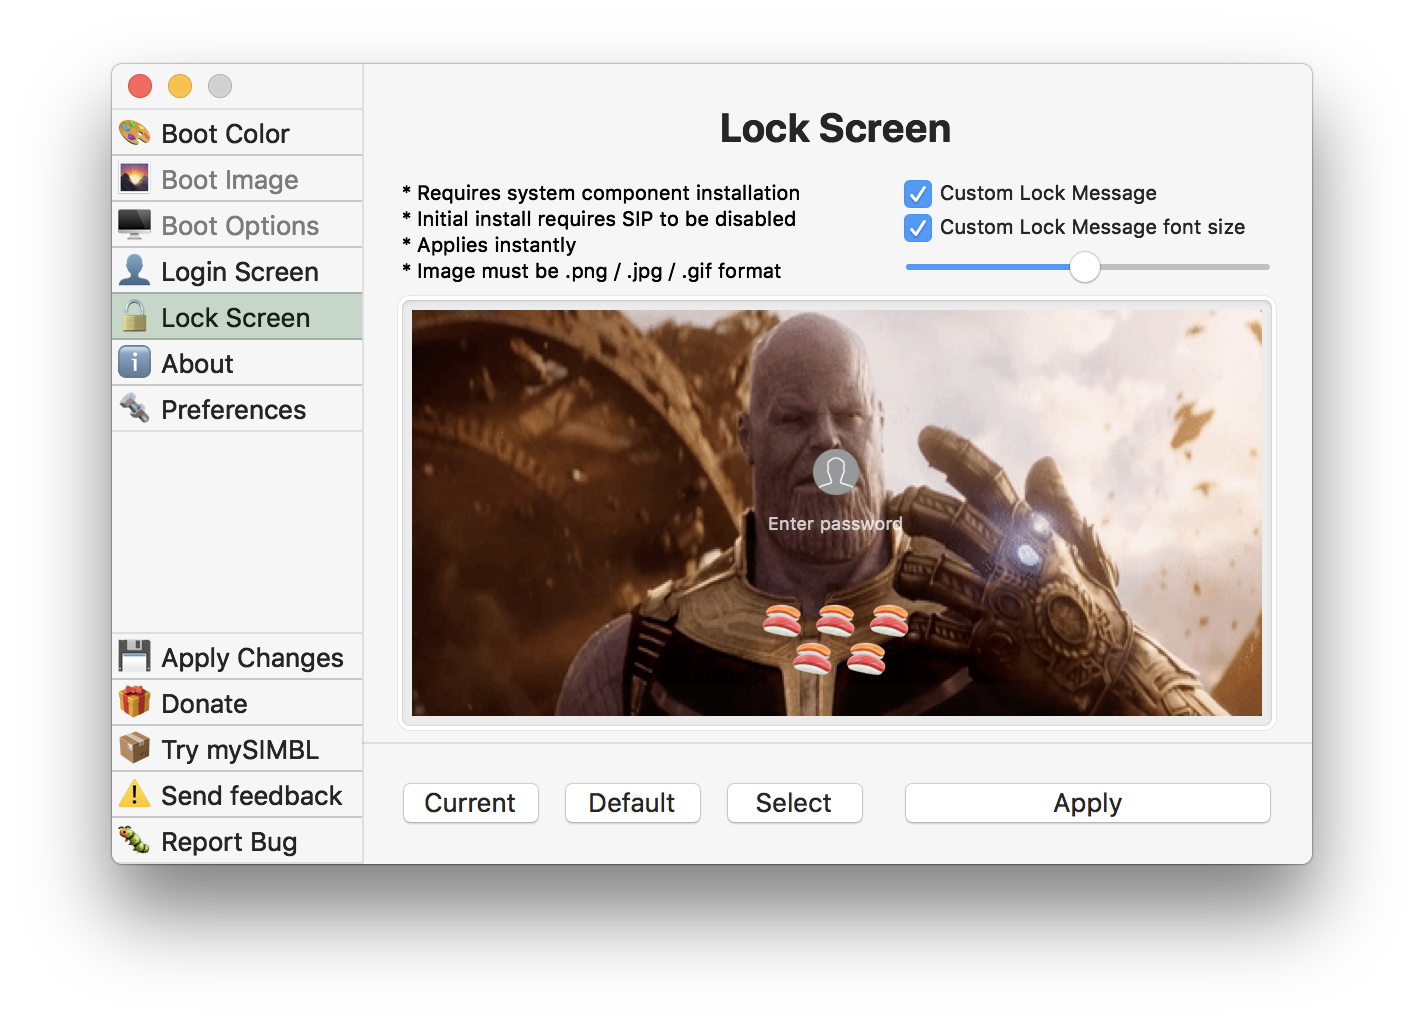 Boot Color
Boot Image
Boot Options
Login Screen
Lock Screen
About
Preferences
Apply Changes
Donate
Try mySIMBL
Send feedback
Report Bug
Lock Screen
* Requires system component installation
* Initial install requires SIP to be disabled
* Applies instantly
* Image must be .png / .jpg / .gif format
Custom Lock Message
Custom Lock Message font size
Enter password
🍣🍣🍣
🍣🍣
Current
Default
Select
Apply